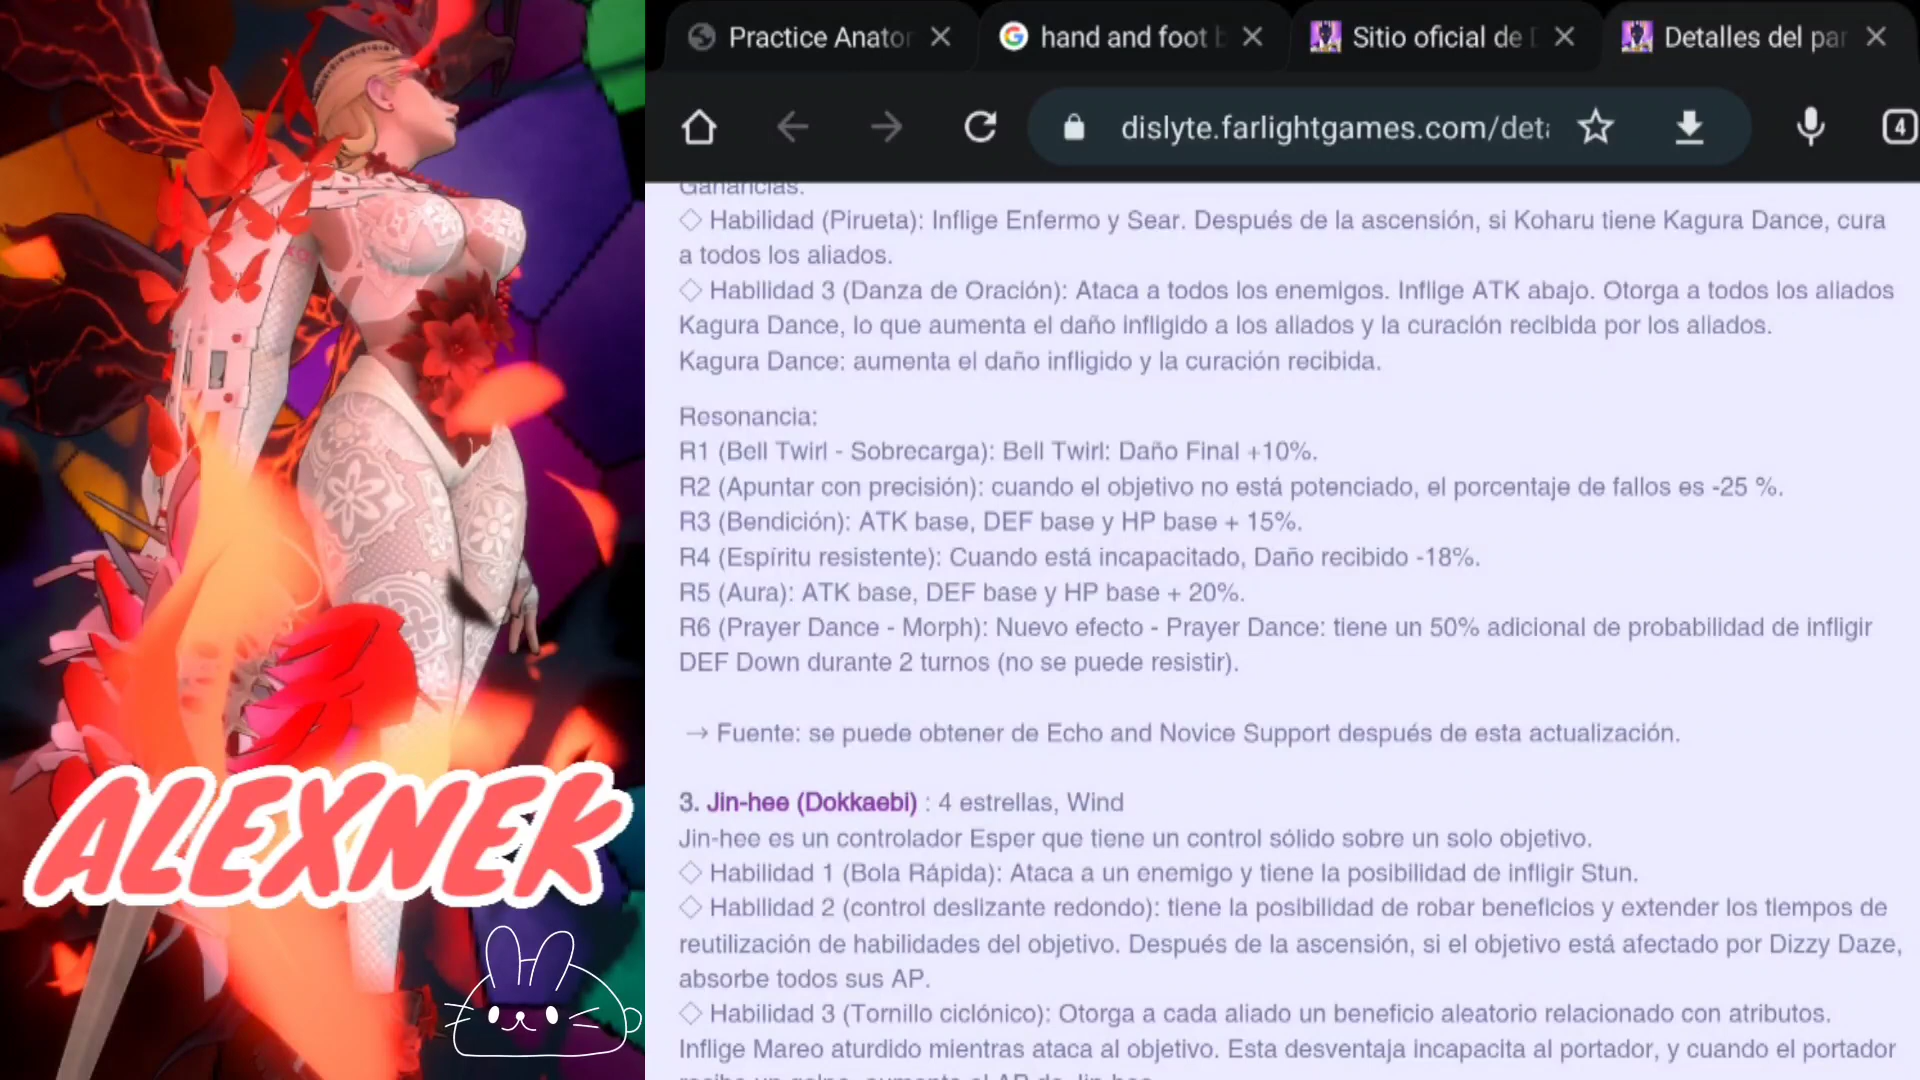 Practice Anator
hand and foot
Sitio oficial de
Detalles del par
dislyte.farlightgames.com/deta
4
Ganancias.
◇ Habilidad (Pirueta): Inflige Enfermo y Sear. Después de la ascensión, si Koharu tiene Kagura Dance, cura
a todos los aliados.
◇ Habilidad 3 (Danza de Oración): Ataca a todos los enemigos. Inflige ATK abajo. Otorga a todos los aliados
Kagura Dance, lo que aumenta el daño infligido a los aliados y la curación recibida por los aliados.
Kagura Dance: aumenta el daño infligido y la curación recibida.
Resonancia:
R1 (Bell Twirl - Sobrecarga): Bell Twirl: Daño Final +10%.
R2 (Apuntar con precisión): cuando el objetivo no está potenciado, el porcentaje de fallos es -25 %.
R3 (Bendición): ATK base, DEF base y HP base + 15%.
R4 (Espíritu resistente): Cuando está incapacitado, Daño recibido -18%.
R5 (Aura): ATK base, DEF base y HP base + 20%.
R6 (Prayer Dance - Morph): Nuevo efecto - Prayer Dance: tiene un 50% adicional de probabilidad de infligir
DEF Down durante 2 turnos (no se puede resistir).
→ Fuente: se puede obtener de Echo and Novice Support después de esta actualización.
3. Jin-hee (Dokkaebi) : 4 estrellas, Wind
Jin-hee es un controlador Esper que tiene un control sólido sobre un solo objetivo.
◇ Habilidad 1 (Bola Rápida): Ataca a un enemigo y tiene la posibilidad de infligir Stun.
◇ Habilidad 2 (control deslizante redondo): tiene la posibilidad de robar beneficios y extender los tiempos de
reutilización de habilidades del objetivo. Después de la ascensión, si el objetivo está afectado por Dizzy Daze,
absorbe todos sus AP.
◇ Habilidad 3 (Tornillo ciclónico): Otorga a cada aliado un beneficio aleatorio relacionado con atributos.
Inflige Mareo aturdido mientras ataca al objetivo. Esta desventaja incapacita al portador, y cuando el portador
ALEXNEK